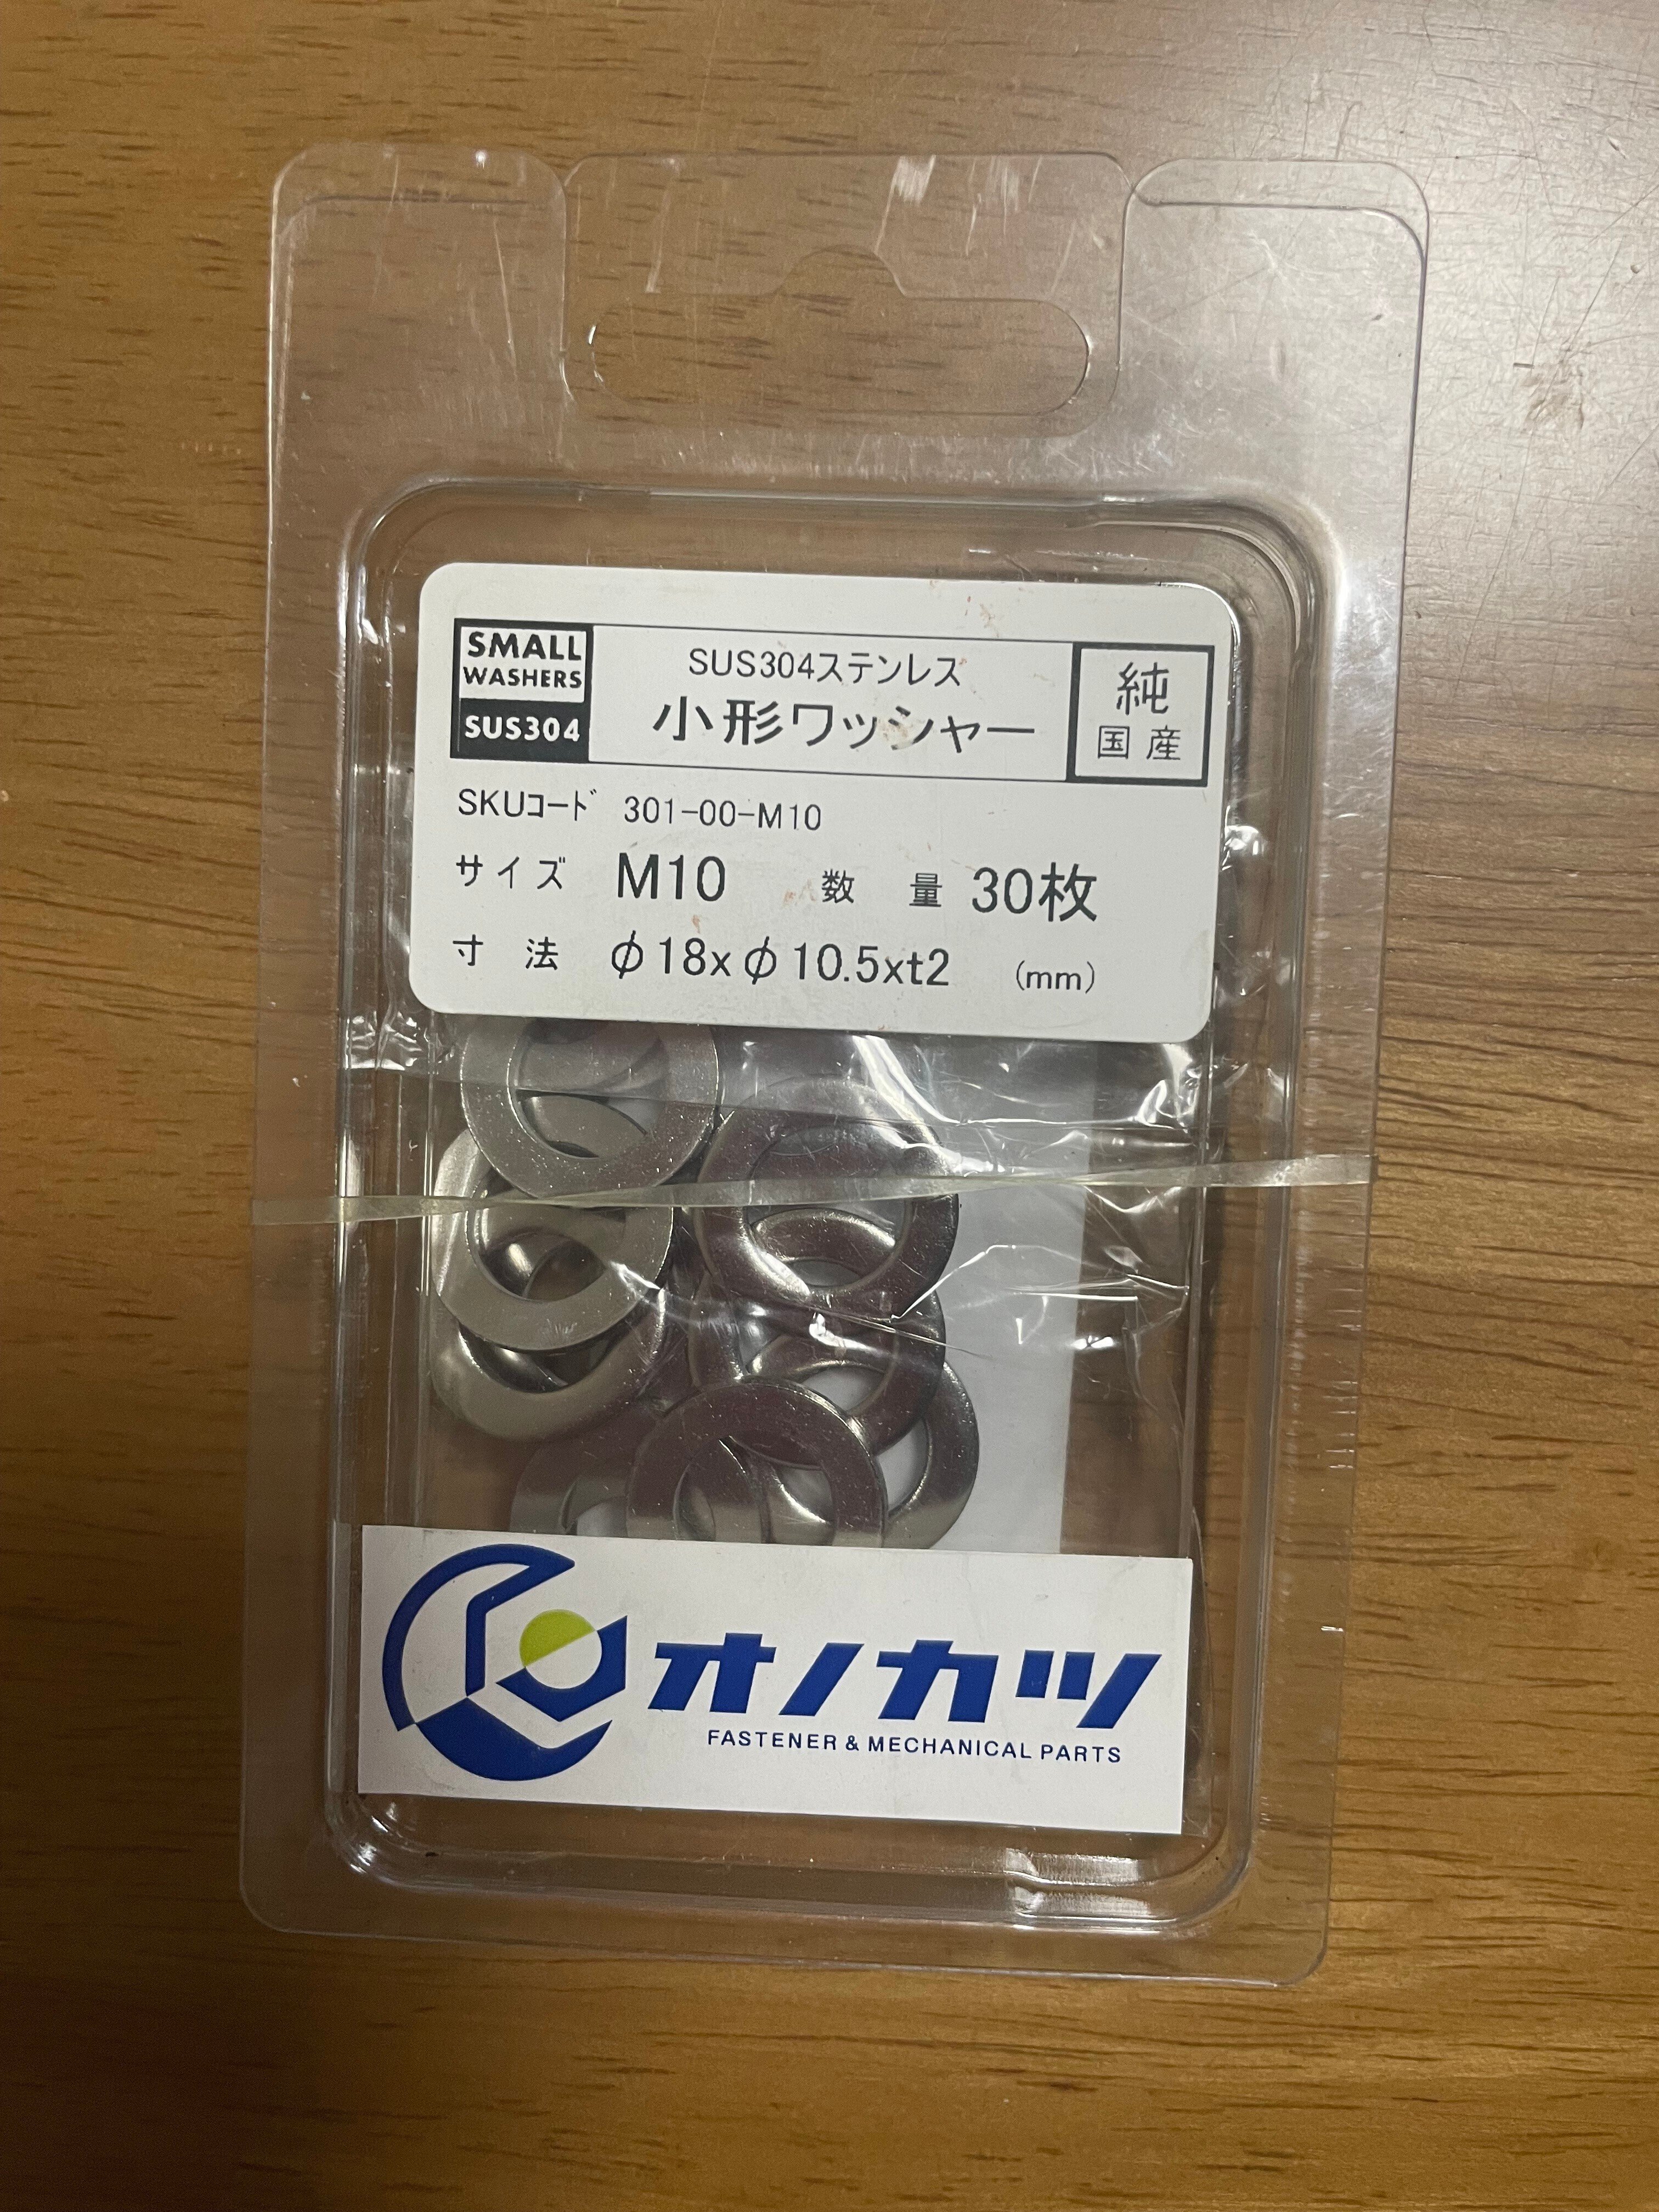 SMALL
WASHERS
SUS304
SUS304ステンレス
小形ワッシャー
純
国産
SKUコード 301-00-M10
サイズ M10 数量 30枚
寸法 φ18xφ10.5xt2 (mm)
オノカツ
FASTENER & MECHANICAL PARTS